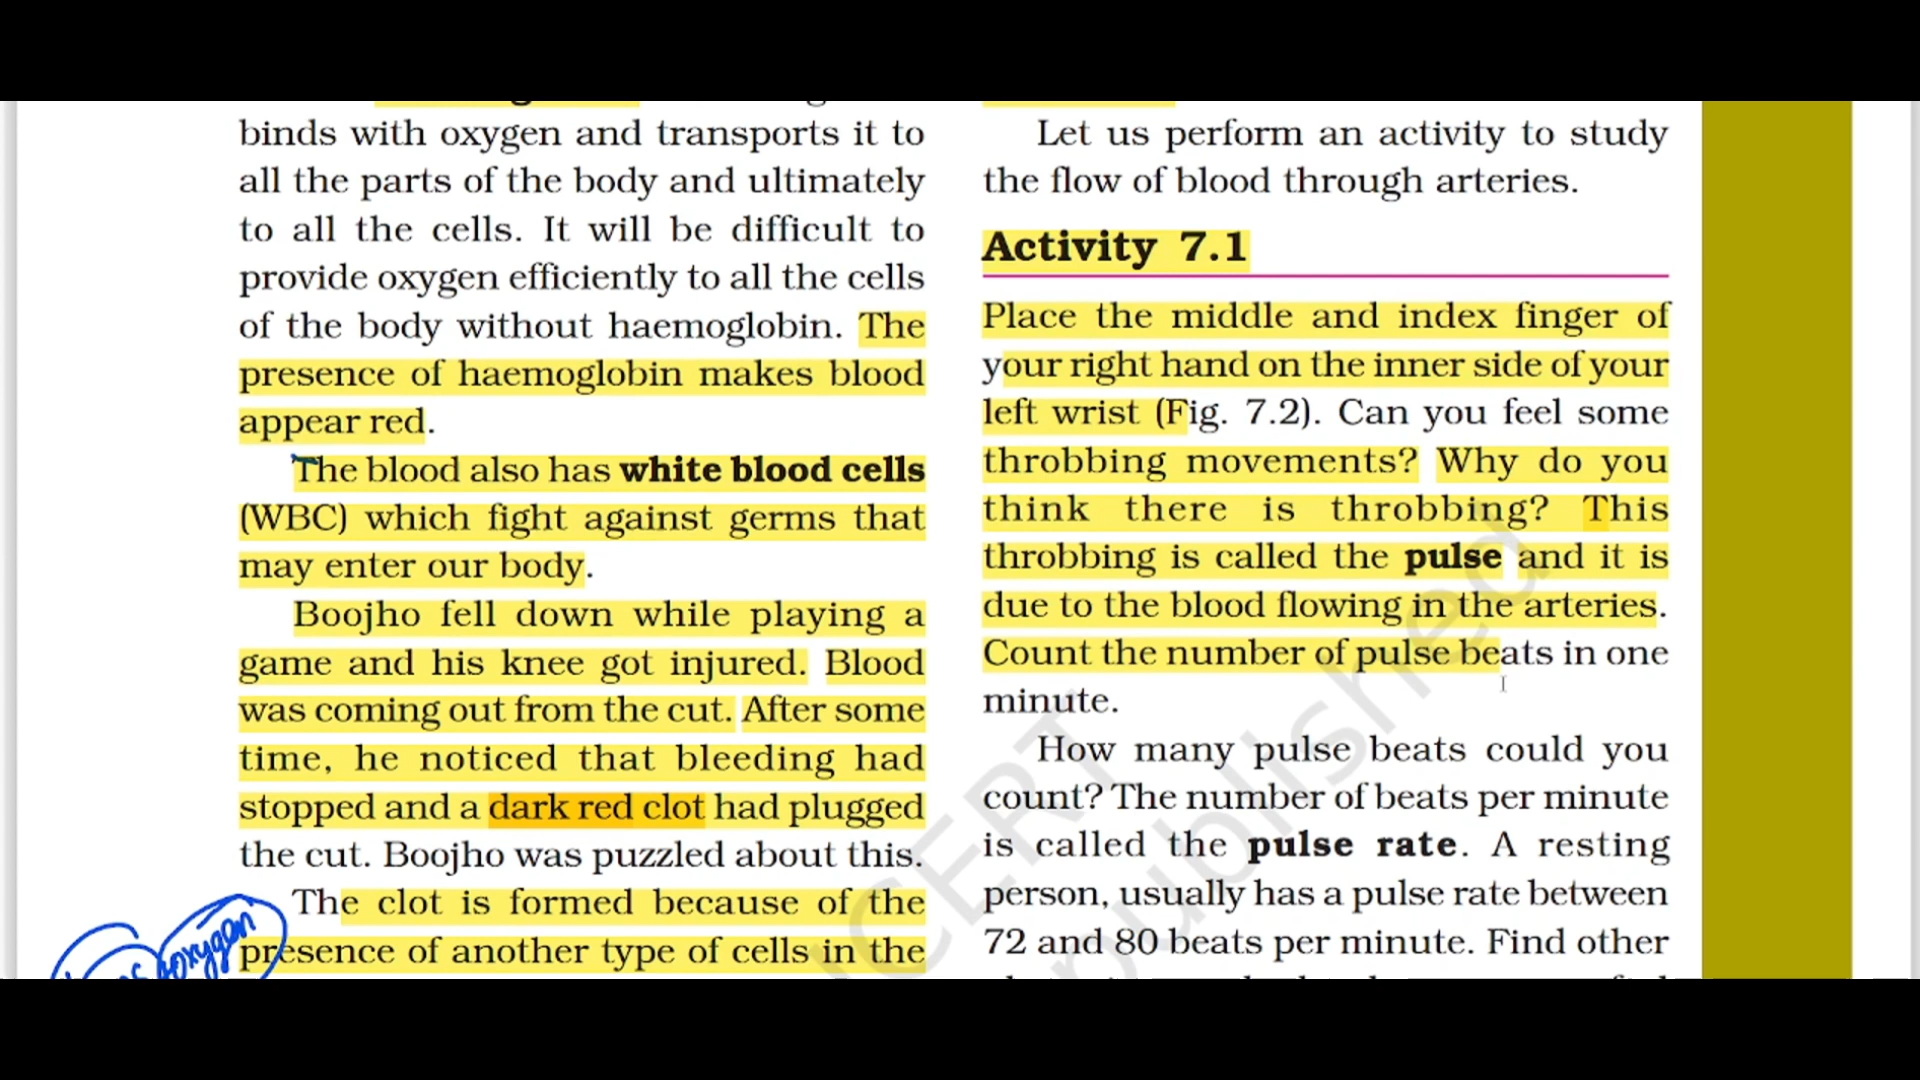 binds with oxygen and transports it to
all the parts of the body and ultimately
to all the cells. It will be difficult to
provide oxygen efficiently to all the cells
of the body without haemoglobin. The
presence of haemoglobin makes blood
appear red.
The blood also has white blood cells
(WBC) which fight against germs that
may enter our body.
Boojho fell down while playing a
game and his knee got injured. Blood
was coming out from the cut. After some
time, he noticed that bleeding had
stopped and a dark red clot had plugged
the cut. Boojho was puzzled about this.
The clot is formed because of the
presence of another type of cells in the
oxygen
Let us perform an activity to study
the flow of blood through arteries.
Activity 7.1
Place the middle and index finger of
your right hand on the inner side of your
left wrist (Fig. 7.2). Can you feel some
throbbing movements? Why do you
think there is throbbing? This
throbbing is called the pulse and it is
due to the blood flowing in the arteries.
Count the number of pulse beats in one
minute.
How many pulse beats could you
count? The number of beats per minute
is called the pulse rate. A resting
person, usually has a pulse rate between
72 and 80 beats per minute. Find other
published